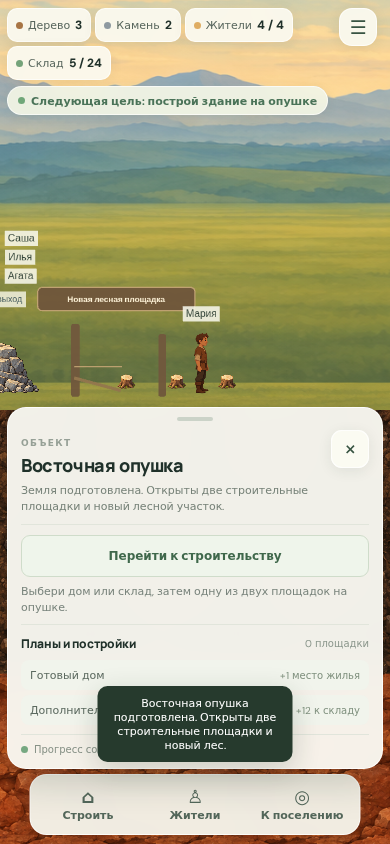 Дерево 3
Камень 2
Жители 4 / 4
☰
Склад 5 / 24
Следующая цель: построй здание на опушке
Саша
Илья
Агата
ыход
Новая лесная площадка
Мария
ОБЪЕКТ
Восточная опушка
×
Земля подготовлена. Открыты две строительные
площадки и новый лесной участок.
Перейти к строительству
Выбери дом или склад, затем одну из двух площадок на
опушке.
Планы и постройки
0 площадки
Готовый дом
+1 место жилья
Дополнител
+12 к складу
Прогресс со
Восточная опушка
подготовлена. Открыты две
строительные площадки и
новый лес.
Строить
Жители
К поселению